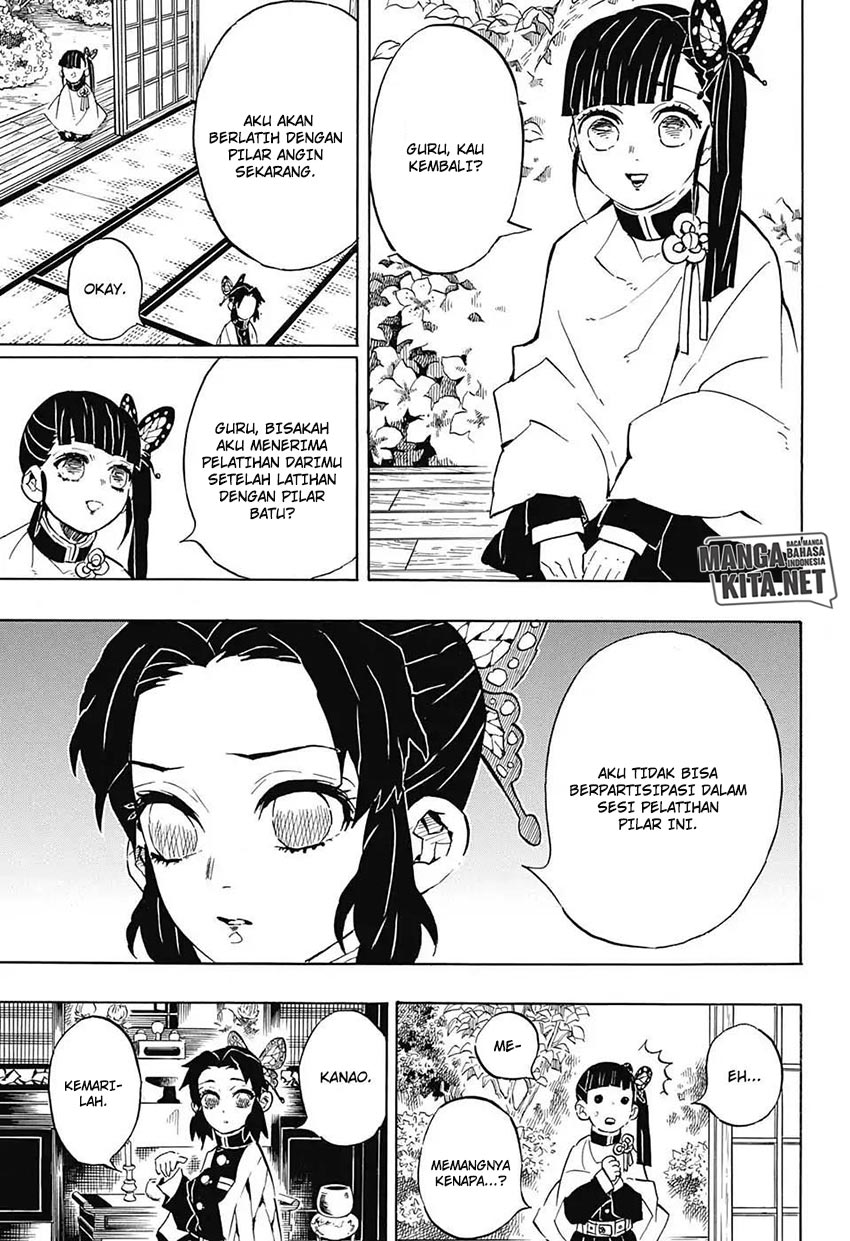 GURU, KAU
KEMBALI?
AKU AKAN
BERLATIH DENGAN
PILAR ANGIN
SEKARANG.
OKAY.
GURU, BISAKAH
AKU MENERIMA
PELATIHAN DARIMU
SETELAH LATIHAN
DENGAN PILAR
BATU?
MANGA
KITA.NET
BACA MANGA
BAHASA
INDONESIA
AKU TIDAK BISA
BERPARTISIPASI DALAM
SESI PELATIHAN
PILAR INI.
EH...
ME-
MEMANGNYA
KENAPA...?
KANAO.
KEMARI-
LAH.